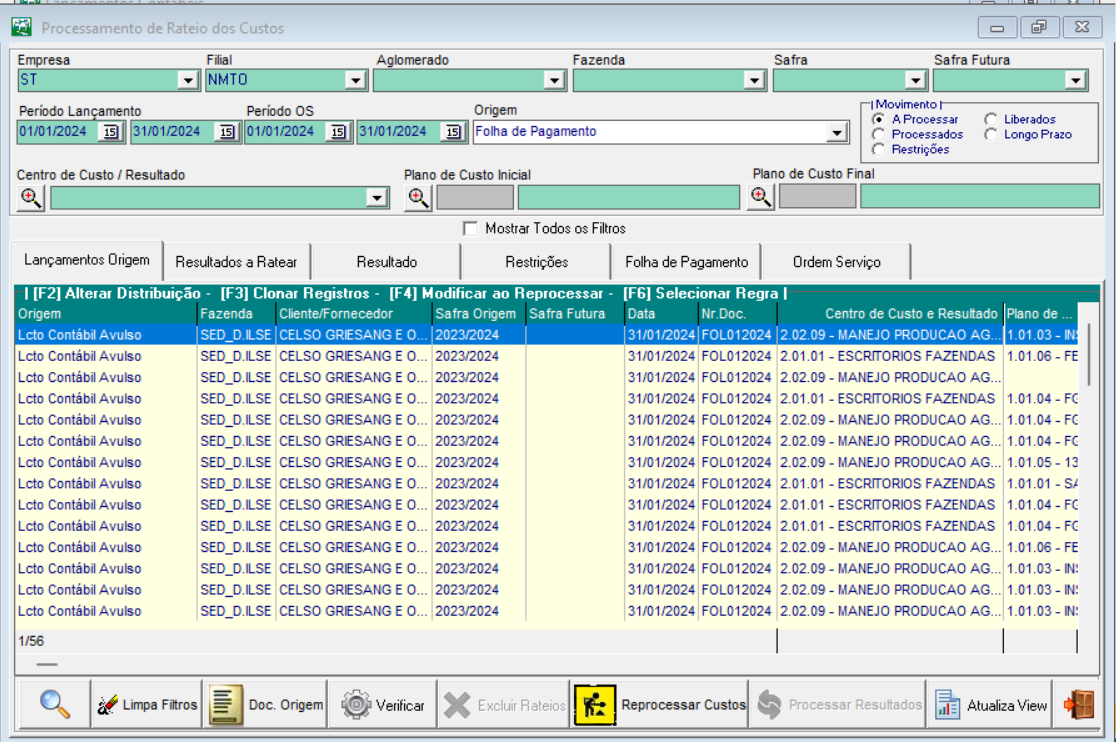 Lançamentos Contábeis
Processamento de Rateio dos Custos
Empresa Filial Aglomerado Fazenda Safra Safra Futura
ST NMTO
Período Lançamento Período OS Origem | Movimento |
01/01/2024 15 31/01/2024 15 01/01/2024 15 31/01/2024 15 Folha de Pagamento
A Processar Liberados
Processados Longo Prazo
Restrições
Centro de Custo / Resultado Plano de Custo Inicial Plano de Custo Final
Mostrar Todos os Filtros
Lançamentos Origem Resultados a Ratear Resultado Restrições Folha de Pagamento Ordem Serviço
| [F2] Alterar Distribuição - [F3] Clonar Registros - [F4] Modificar ao Reprocessar - [F6] Selecionar Regra |
Origem Fazenda Cliente/Fornecedor Safra Origem Safra Futura Data Nr.Doc. Centro de Custo e Resultado Plano de ...
Lcto Contábil Avulso SED_D.ILSE CELSO GRIESANG E O... 2023/2024 31/01/2024 FOL012024 2.02.09 - MANEJO PRODUCAO AG... 1.01.03 - INS
Lcto Contábil Avulso SED_D.ILSE CELSO GRIESANG E O... 2023/2024 31/01/2024 FOL012024 2.01.01 - ESCRITORIOS FAZENDAS 1.01.06 - FE
Lcto Contábil Avulso SED_D.ILSE CELSO GRIESANG E O... 2023/2024 31/01/2024 FOL012024 2.02.09 - MANEJO PRODUCAO AG...
Lcto Contábil Avulso SED_D.ILSE CELSO GRIESANG E O... 2023/2024 31/01/2024 FOL012024 2.01.01 - ESCRITORIOS FAZENDAS 1.01.04 - FG
Lcto Contábil Avulso SED_D.ILSE CELSO GRIESANG E O... 2023/2024 31/01/2024 FOL012024 2.02.09 - MANEJO PRODUCAO AG... 1.01.04 - FG
Lcto Contábil Avulso SED_D.ILSE CELSO GRIESANG E O... 2023/2024 31/01/2024 FOL012024 2.02.09 - MANEJO PRODUCAO AG... 1.01.04 - FG
Lcto Contábil Avulso SED_D.ILSE CELSO GRIESANG E O... 2023/2024 31/01/2024 FOL012024 2.02.09 - MANEJO PRODUCAO AG... 1.01.05 - 13
Lcto Contábil Avulso SED_D.ILSE CELSO GRIESANG E O... 2023/2024 31/01/2024 FOL012024 2.01.01 - ESCRITORIOS FAZENDAS 1.01.01 - SA
Lcto Contábil Avulso SED_D.ILSE CELSO GRIESANG E O... 2023/2024 31/01/2024 FOL012024 2.01.01 - ESCRITORIOS FAZENDAS 1.01.04 - FG
Lcto Contábil Avulso SED_D.ILSE CELSO GRIESANG E O... 2023/2024 31/01/2024 FOL012024 2.01.01 - ESCRITORIOS FAZENDAS 1.01.04 - FG
Lcto Contábil Avulso SED_D.ILSE CELSO GRIESANG E O... 2023/2024 31/01/2024 FOL012024 2.02.09 - MANEJO PRODUCAO AG... 1.01.06 - FE
Lcto Contábil Avulso SED_D.ILSE CELSO GRIESANG E O... 2023/2024 31/01/2024 FOL012024 2.02.09 - MANEJO PRODUCAO AG... 1.01.03 - INS
Lcto Contábil Avulso SED_D.ILSE CELSO GRIESANG E O... 2023/2024 31/01/2024 FOL012024 2.02.09 - MANEJO PRODUCAO AG... 1.01.03 - INS
Lcto Contábil Avulso SED_D.ILSE CELSO GRIESANG E O... 2023/2024 31/01/2024 FOL012024 2.02.09 - MANEJO PRODUCAO AG... 1.01.03 - INS
1/56
Limpa Filtros Doc. Origem Verificar Excluir Rateios Reprocessar Custos Processar Resultados Atualiza View